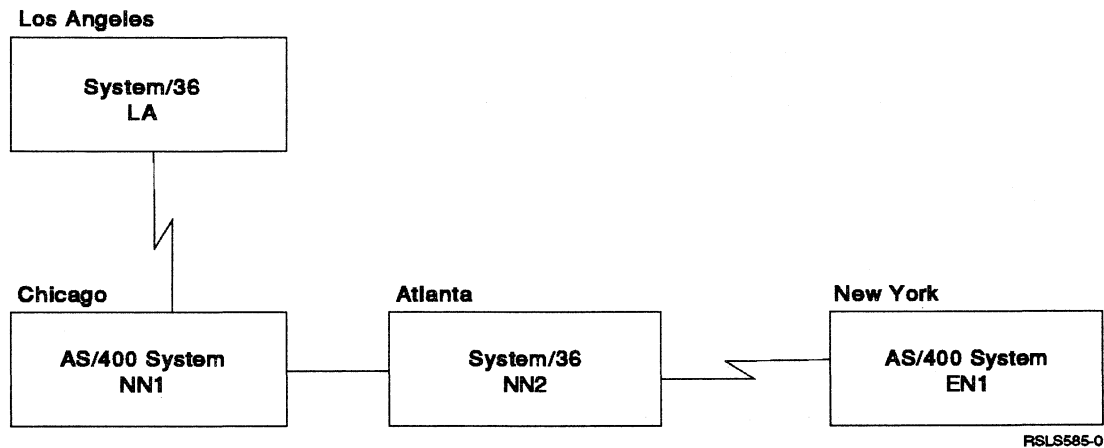 Los Angeles
System/36
LA
Chicago
AS/400 System
NN1
Atlanta
System/36
NN2
New York
AS/400 System
EN1
RSLS585-0